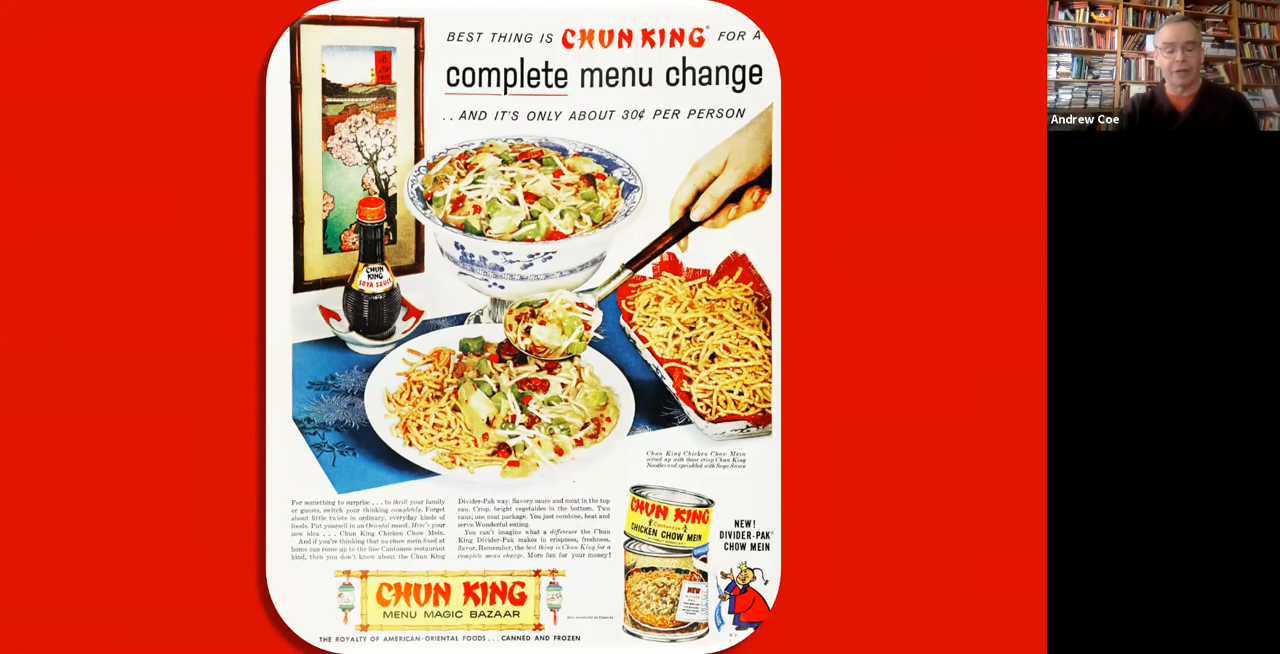 BEST THING IS CHUN KING® FOR A
complete menu change
. . AND IT'S ONLY ABOUT 30¢ PER PERSON
Andrew Coe
CHUN
KING
SOYA SAUCE
Chun King Chicken Chow Mein
served up with those crisp Chun King
Noodles and sprinkled with Soya Sauce
For something to surprise . . . to thrill your family
or guests, switch your thinking completely. Forget
about little twists in ordinary, everyday kinds of
foods. Put yourself in an Oriental mood. Here's your
new idea . . . Chun King Chicken Chow Mein.
And if you're thinking that no chow mein fixed at
home can come up to the fine Cantonese restaurant
kind, then you don't know about the Chun King
Divider-Pak way. Savory sauce and meat in the top
can. Crisp, bright vegetables in the bottom. Two
cans; one neat package. You just combine, heat and
serve. Wonderful eating.
You can't imagine what a difference the Chun
King Divider-Pak makes in crispness, freshness,
flavor. Remember, the best thing is Chun King for a
complete menu change. More fun for your money!
CHUN KING
Cantonese
CHICKEN CHOW MEIN
NEW
NEW!
DIVIDER-PAK
CHOW MEIN
CHUN KING
MENU MAGIC BAZAAR
Also available in Canada
THE ROYALTY OF AMERICAN-ORIENTAL FOODS . . . CANNED AND FROZEN